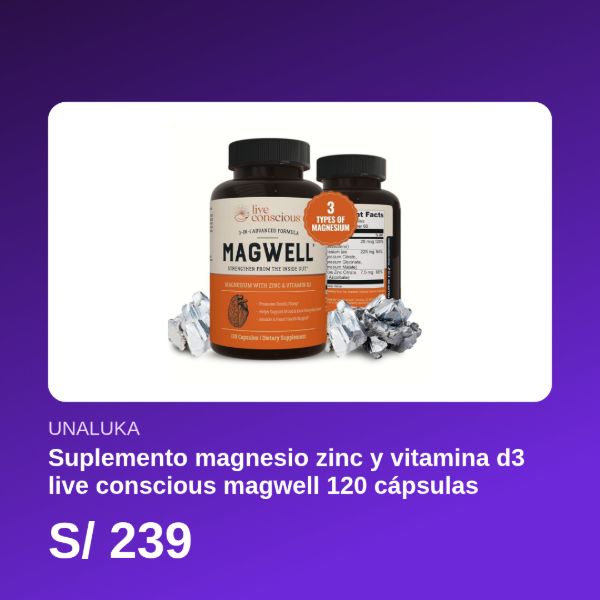 live
conscious
3-IN-1 ADVANCED FORMULA
MAGWELL
STRENGTHEN FROM THE INSIDE OUT
MAGNESIUM WITH ZINC & VITAMIN D3
120 Capsules | Dietary Supplement
3
TYPES OF
MAGNESIUM
nt Facts
UNALUKA
Suplemento magnesio zinc y vitamina d3
live conscious magwell 120 cápsulas
S/ 239